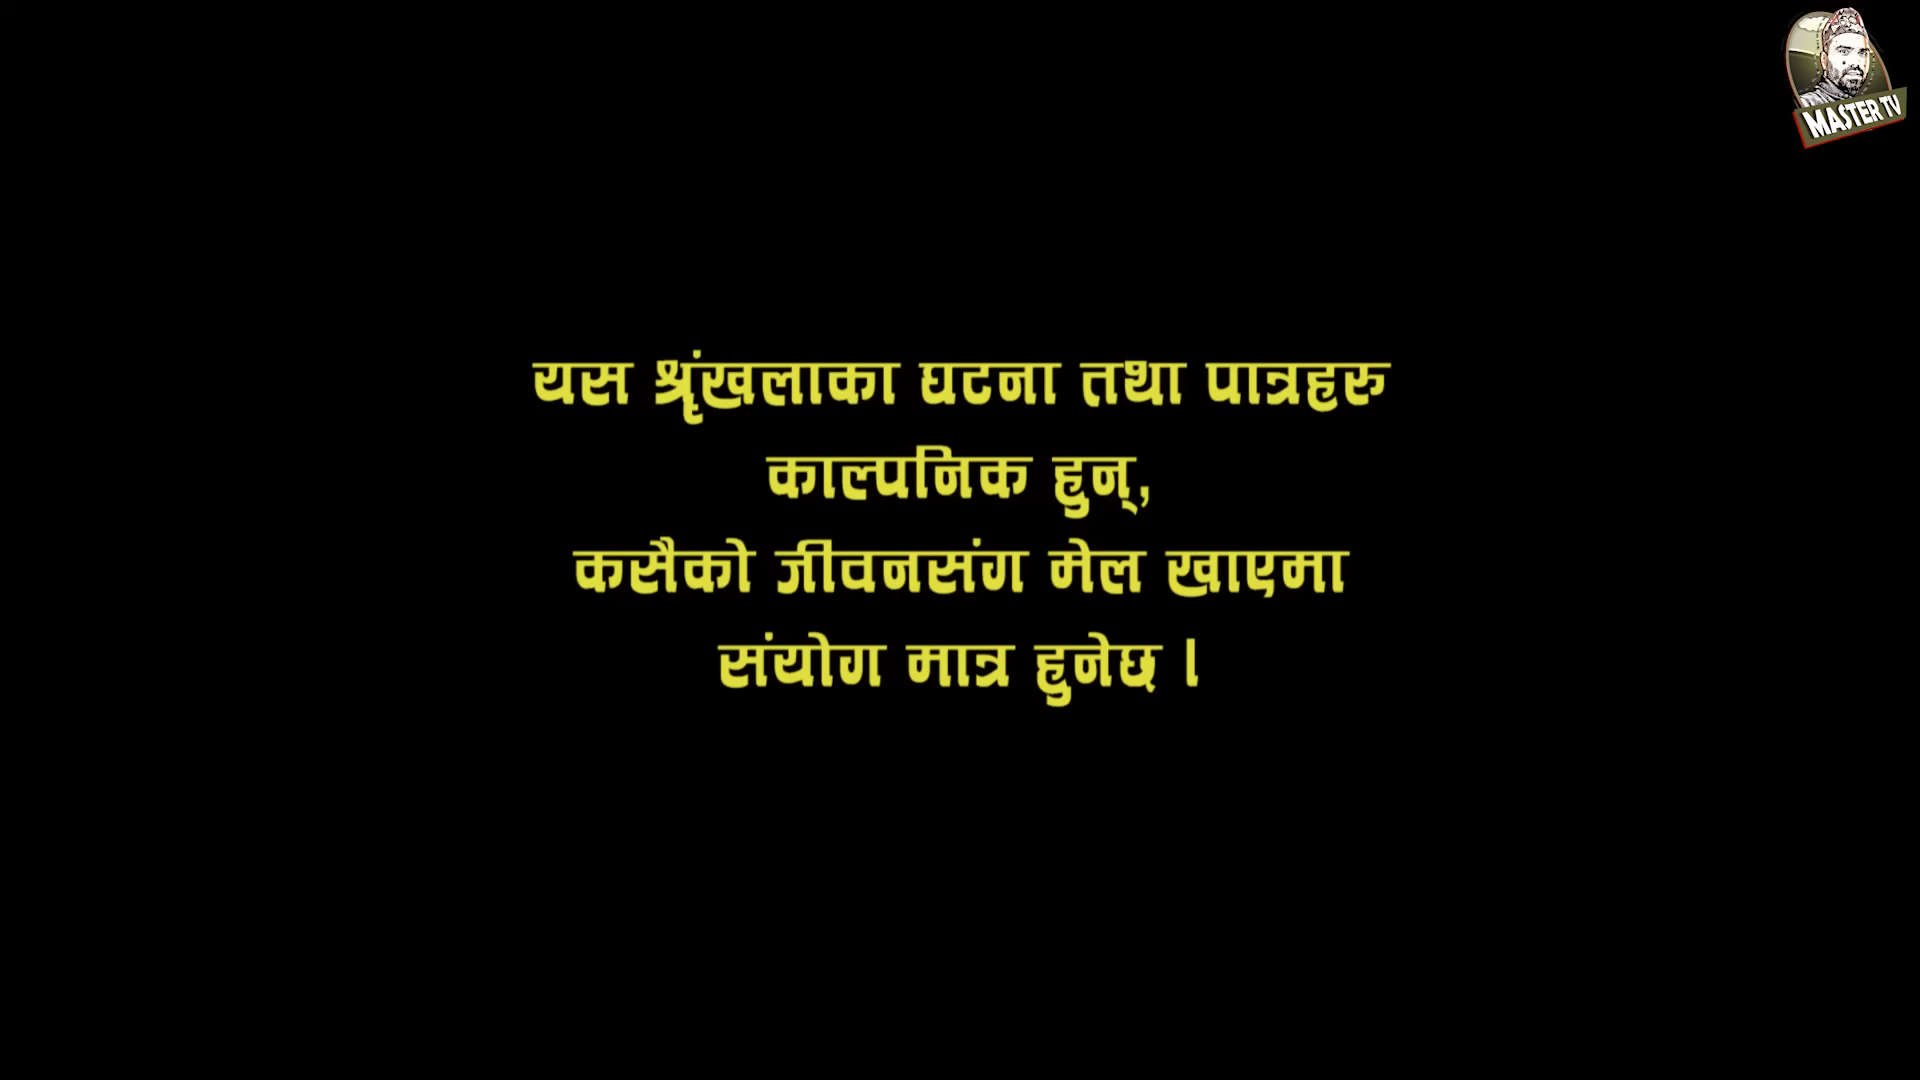 MASTER TV
यस श्रृंखलाका घटना तथा पात्रहरु
काल्पनिक हुन्,
कसैको जीवनसंग मेल खाएमा
संयोग मात्र हुनेछ ।